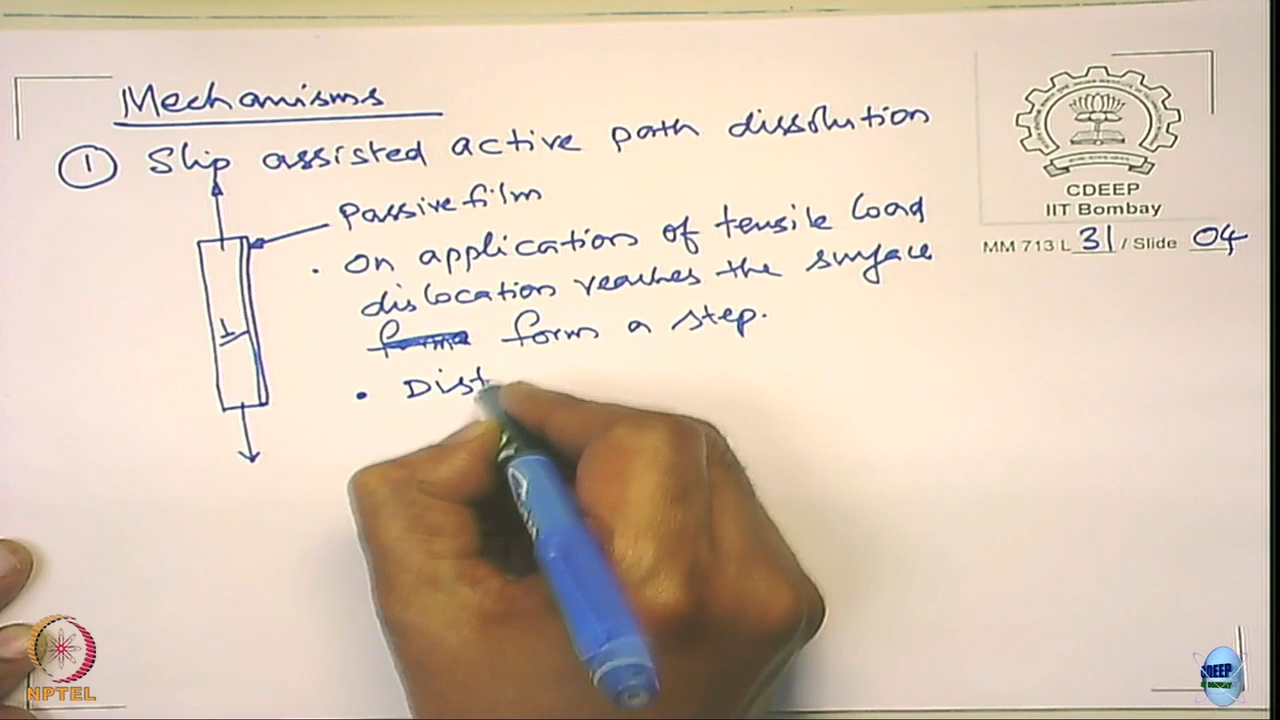 Mechanisms
① Slip assisted active path dissolution
Passive film
• On application of tensile load
dislocation reaches the surface
form a step.
• Dist
CDEEP
IIT Bombay
MM 713 L 31 / Slide 04
NPTEL
CDEEP